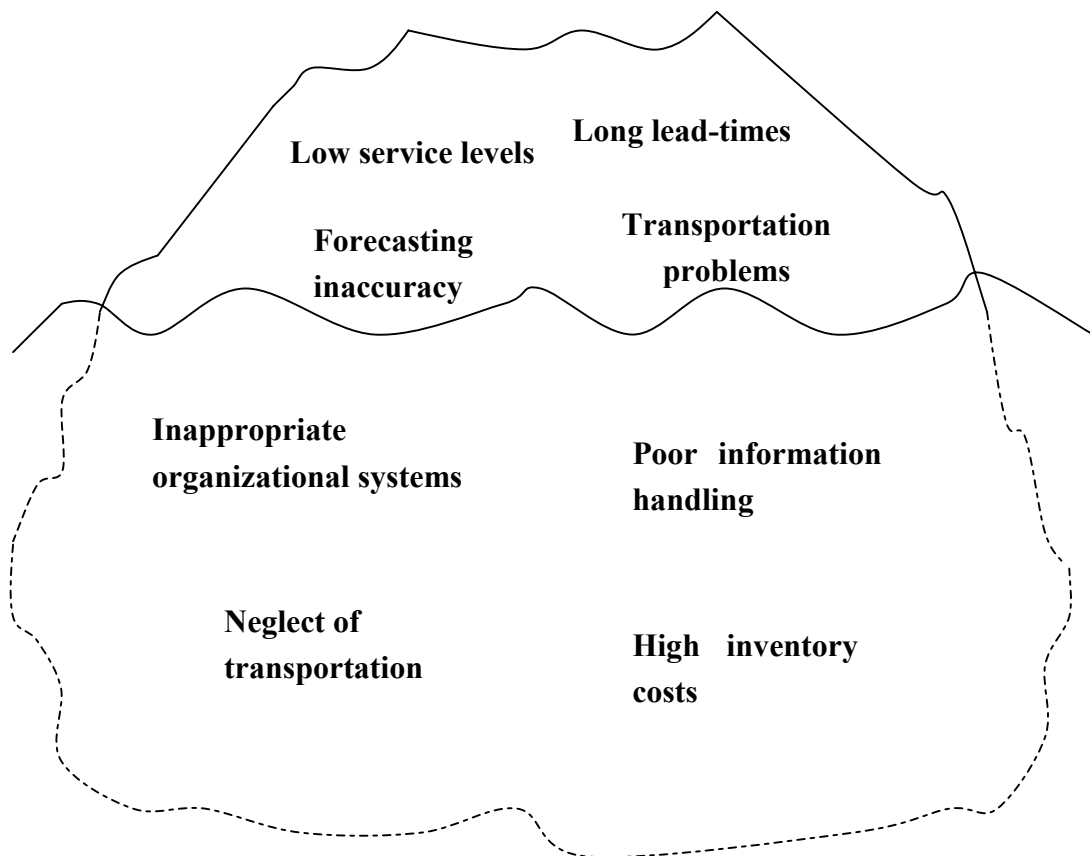 Low service levels
Long lead-times
Forecasting
inaccuracy
Transportation
problems
Inappropriate
organizational systems
Poor information
handling
Neglect of
transportation
High inventory
costs